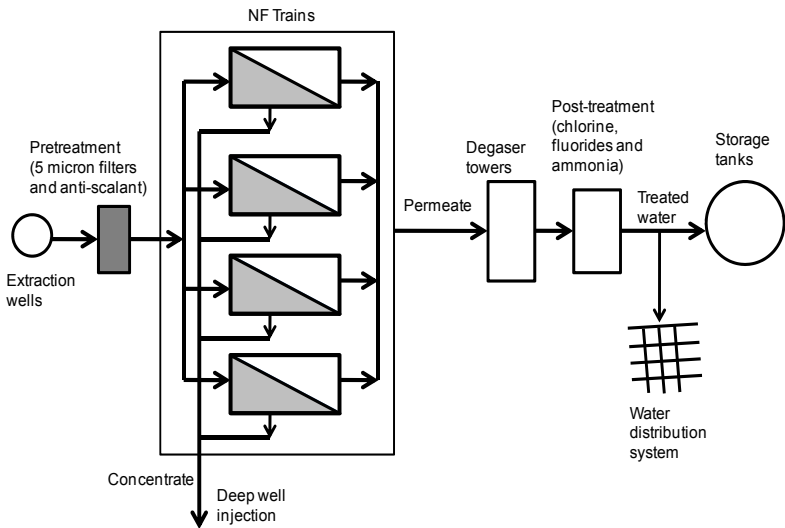 NF Trains
Pretreatment
(5 micron filters
and anti-scalant)
Extraction
wells
Permeate
Degaser
towers
Post-treatment
(chlorine,
fluorides and
ammonia)
Treated
water
Storage
tanks
Water
distribution
system
Concentrate
Deep well
injection